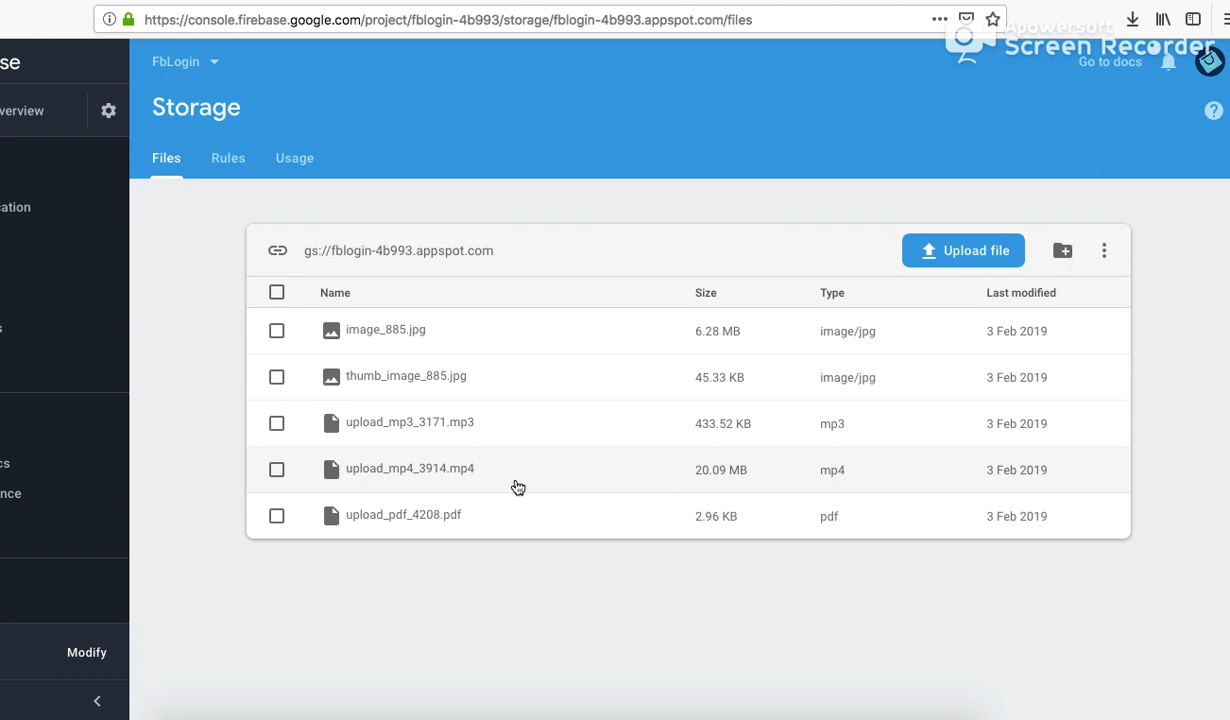 https://console.firebase.google.com/project/fblogin-4b993/storage/fblogin-4b993.appspot.com/files
Apowersoft
Screen Recorder
se
FbLogin
Go to docs
verview
Storage
Files Rules Usage
cation
gs://fblogin-4b993.appspot.com
Upload file
Name Size Type Last modified
image_885.jpg 6.28 MB image/jpg 3 Feb 2019
s
thumb_image_885.jpg 45.33 KB image/jpg 3 Feb 2019
upload_mp3_3171.mp3 433.52 KB mp3 3 Feb 2019
cs
upload_mp4_3914.mp4 20.09 MB mp4 3 Feb 2019
nce
upload_pdf_4208.pdf 2.96 KB pdf 3 Feb 2019
Modify